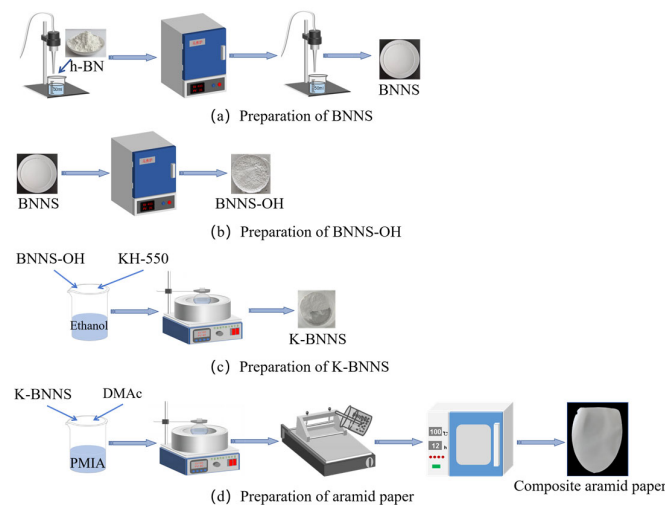 h-BN
50ml
50ml
BNNS
(a) Preparation of BNNS
BNNS
BNNS-OH
(b) Preparation of BNNS-OH
BNNS-OH
KH-550
Ethanol
K-BNNS
(c) Preparation of K-BNNS
K-BNNS
DMAc
PMIA
100℃
12 h
Composite aramid paper
(d) Preparation of aramid paper